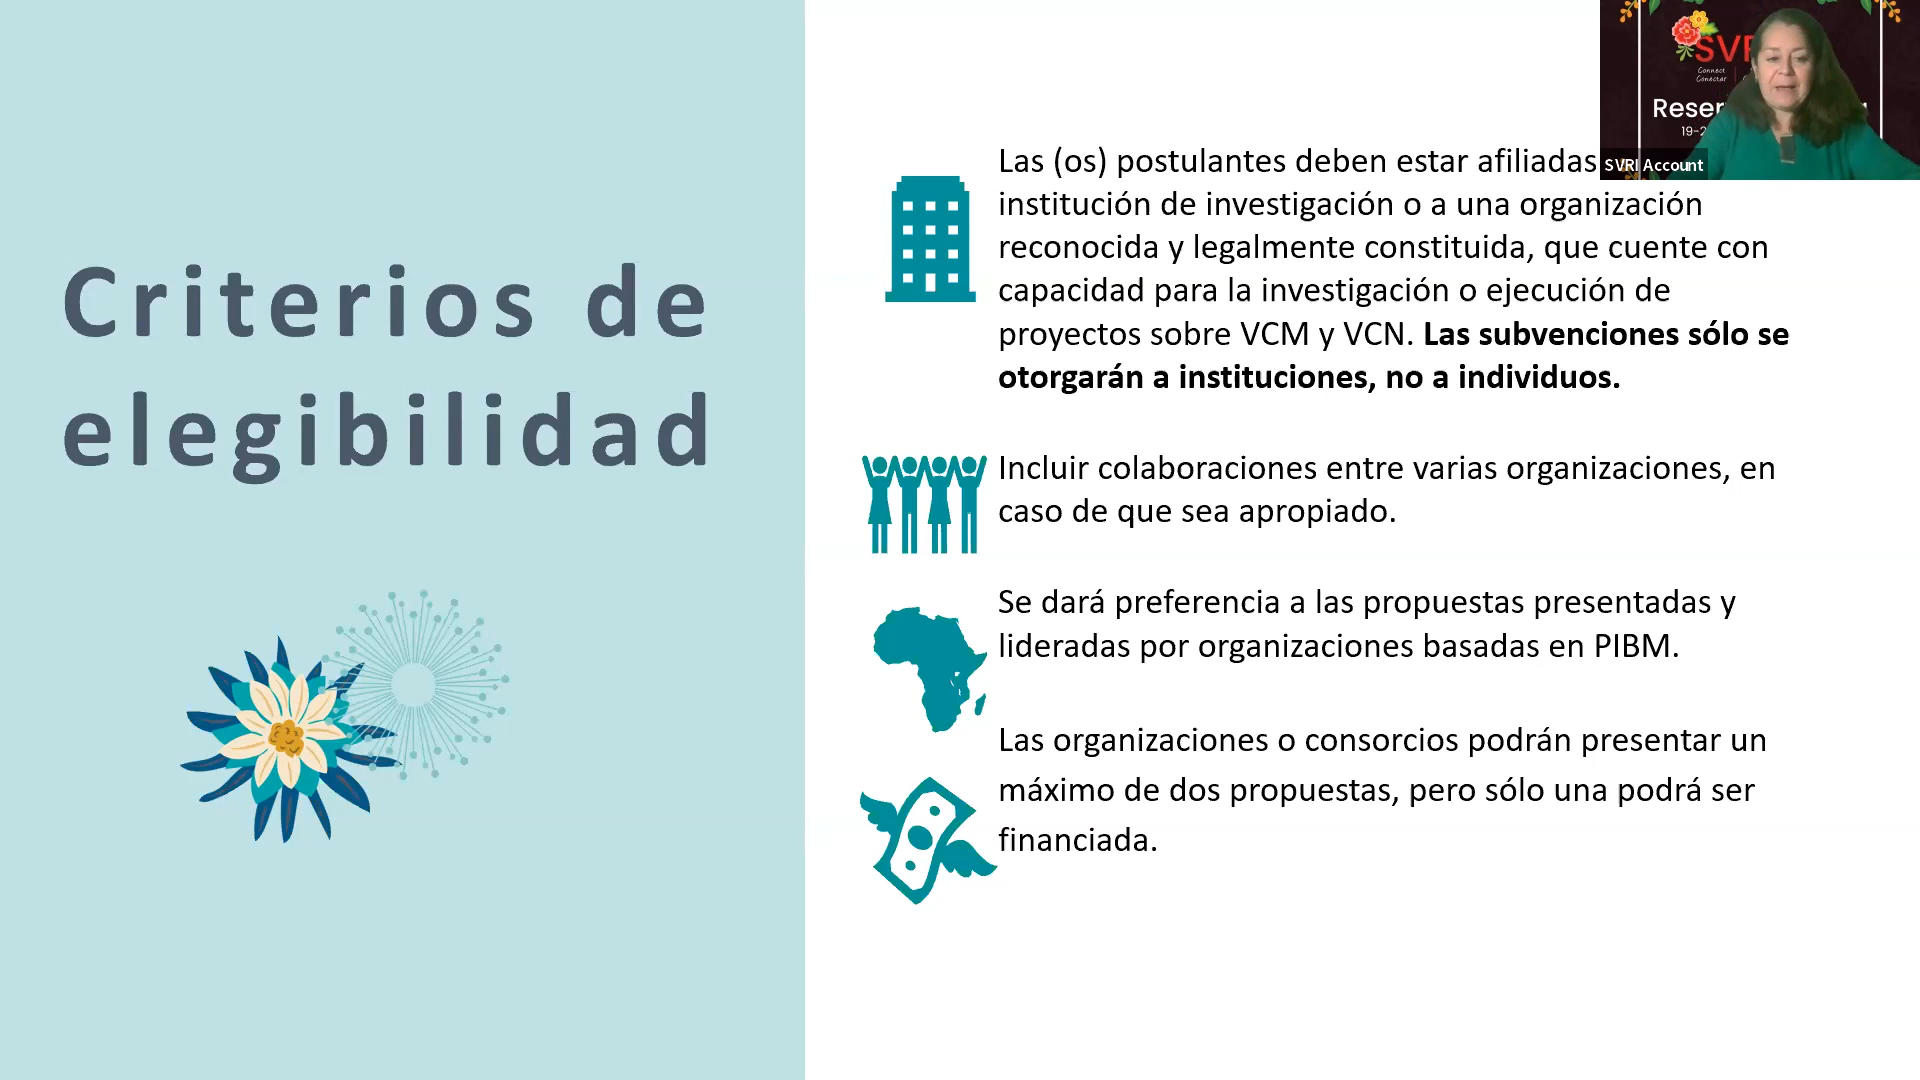 Criterios de
elegibilidad
Las (os) postulantes deben estar afiliadas
institución de investigación o a una organización
reconocida y legalmente constituida, que cuente con
capacidad para la investigación o ejecución de
proyectos sobre VCM y VCN. Las subvenciones sólo se
otorgarán a instituciones, no a individuos.
Incluir colaboraciones entre varias organizaciones, en
caso de que sea apropiado.
Se dará preferencia a las propuestas presentadas y
lideradas por organizaciones basadas en PIBM.
Las organizaciones o consorcios podrán presentar un
máximo de dos propuestas, pero sólo una podrá ser
financiada.
Connect
Conectar
SVRI Account